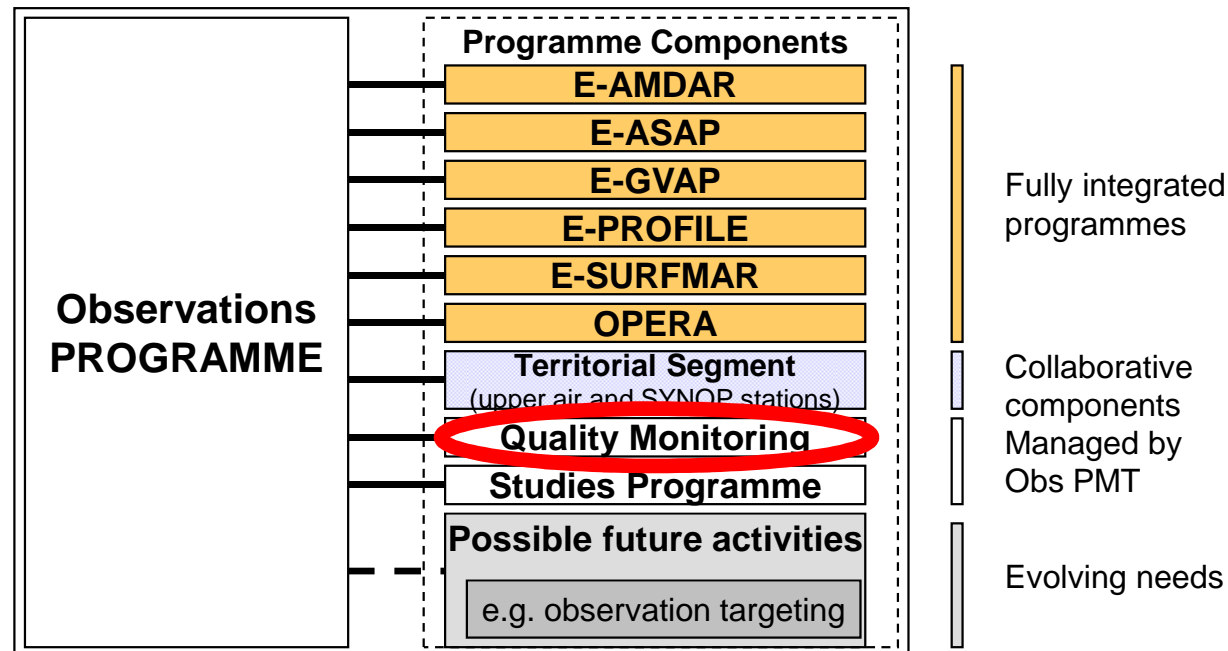 Observations
PROGRAMME
Programme Components
E-AMDAR
E-ASAP
E-GVAP
E-PROFILE
E-SURFMAR
OPERA
Territorial Segment
(upper air and SYNOP stations)
Quality Monitoring
Studies Programme
Possible future activities
e.g. observation targeting
Fully integrated
programmes
Collaborative
components
Managed by
Obs PMT
Evolving needs